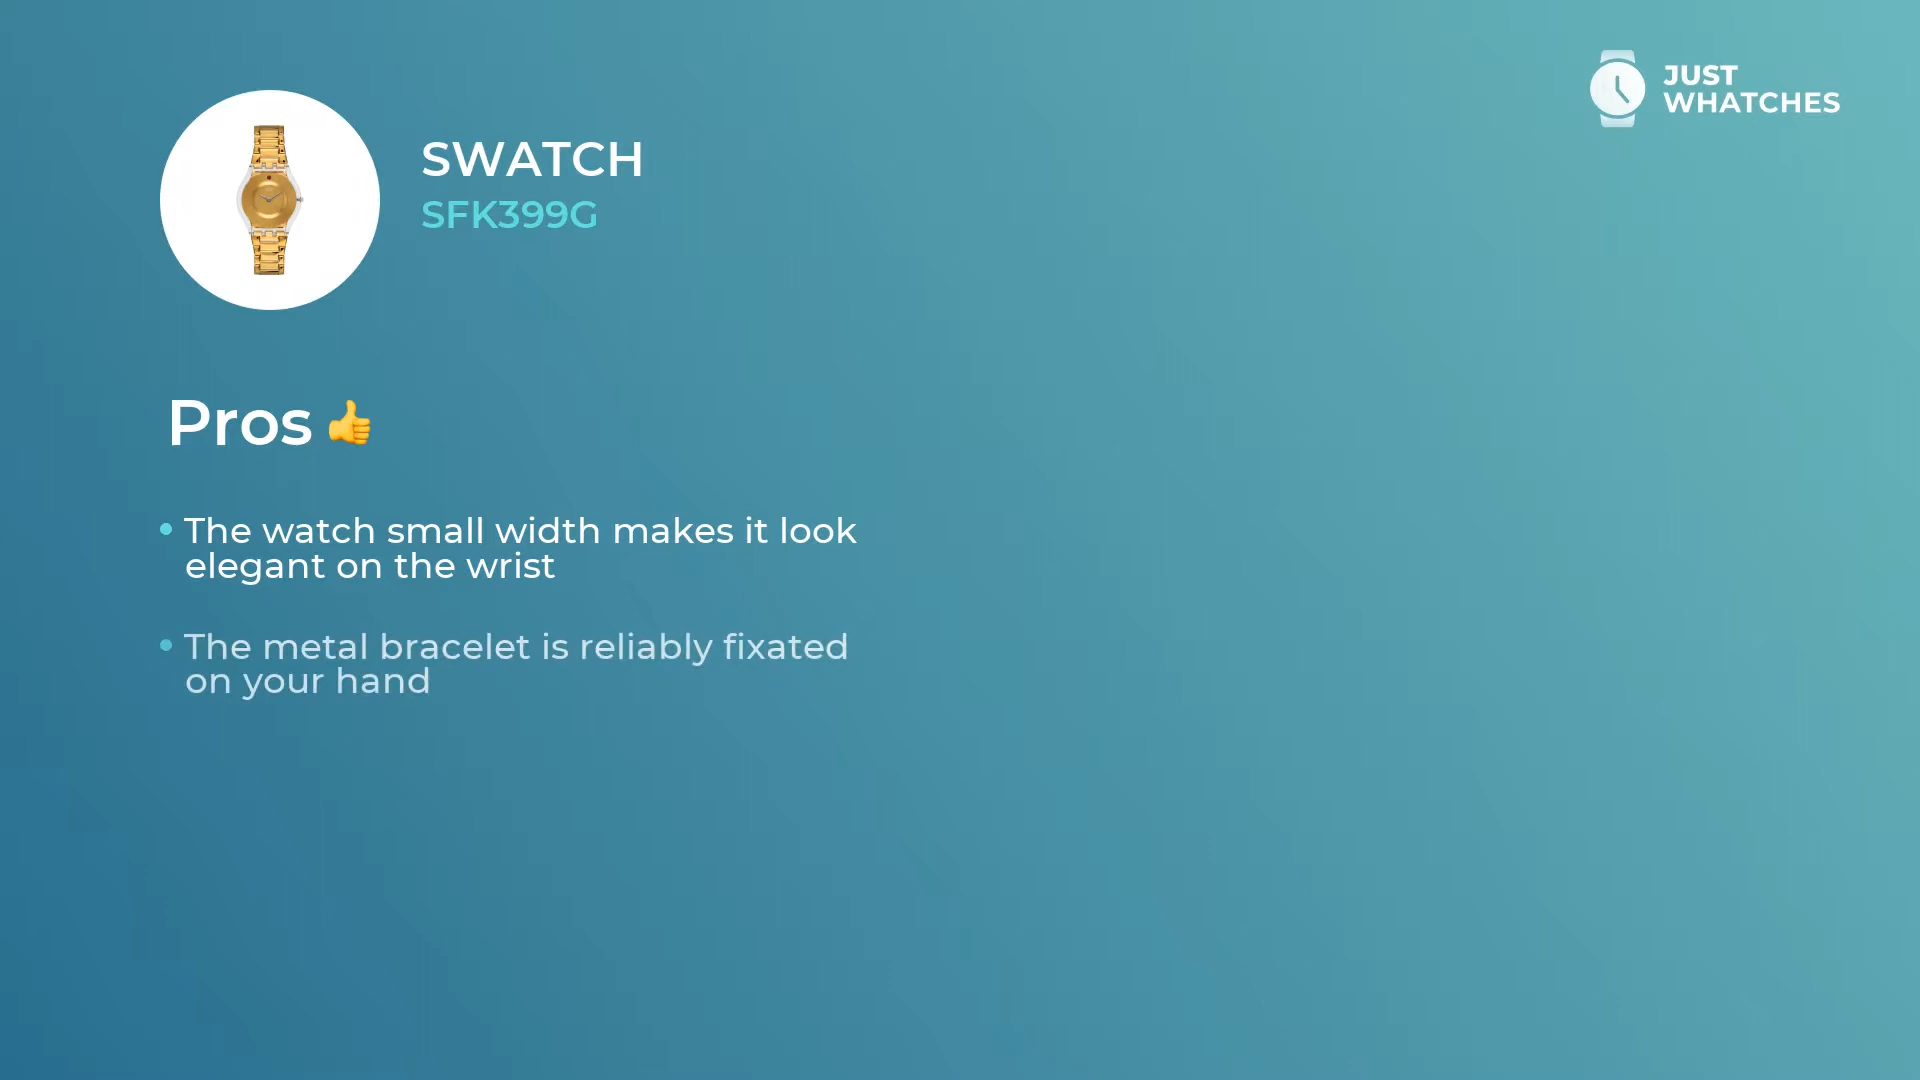 JUST
WHATCHES
SWATCH
SFK399G
Pros 👍
• The watch small width makes it look
elegant on the wrist
• The metal bracelet is reliably fixated
on your hand